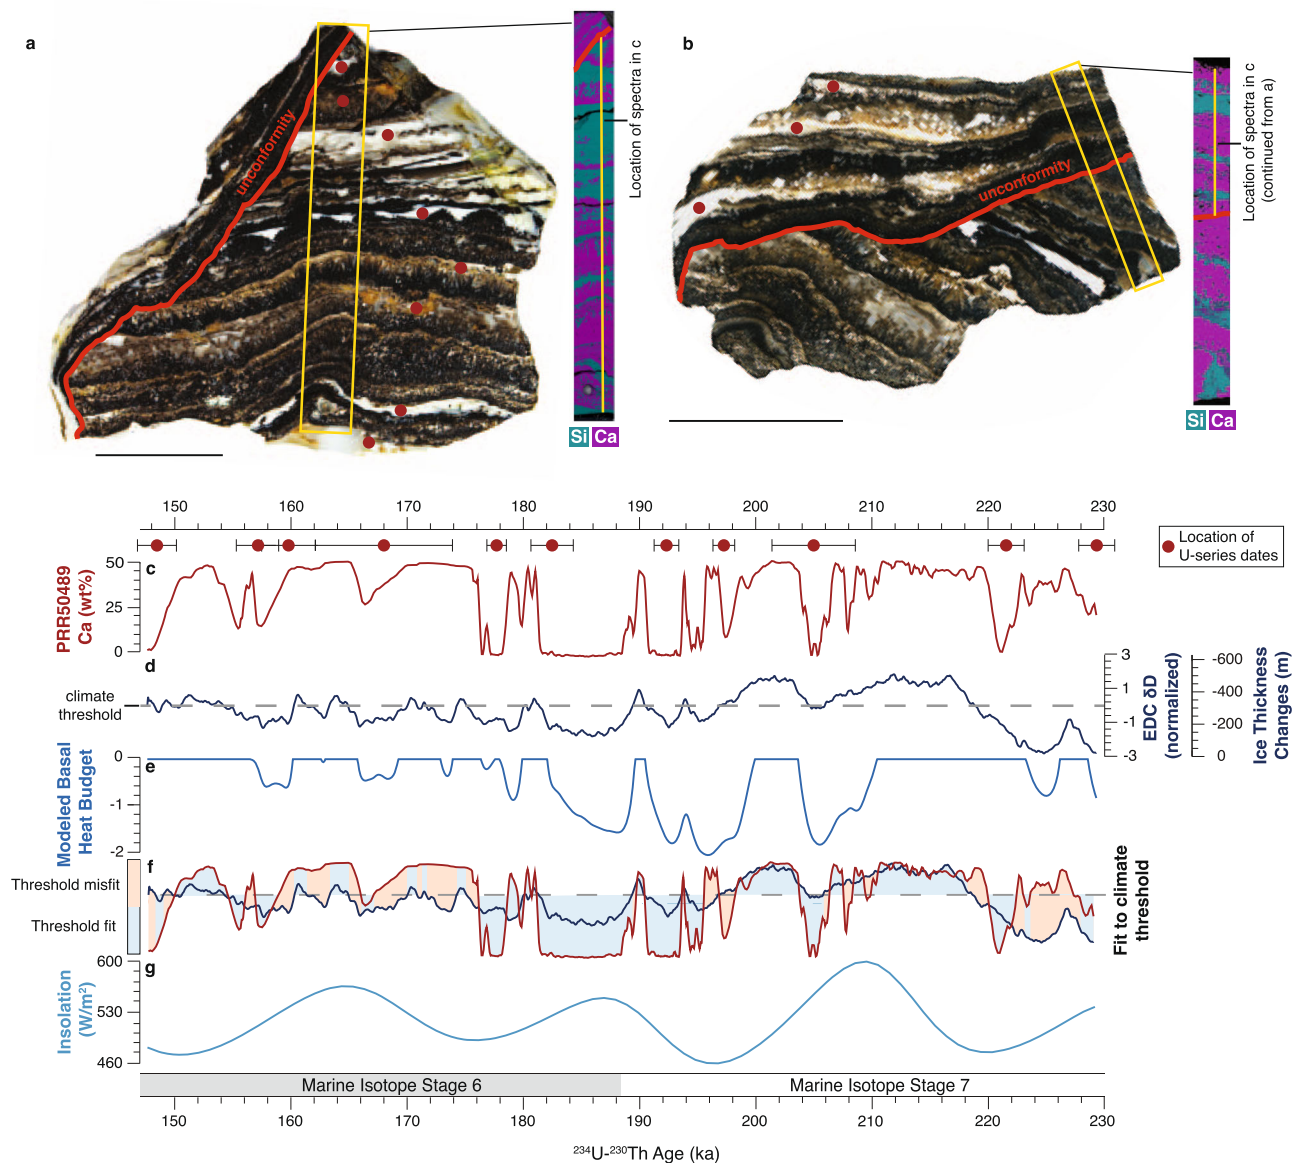 a
unconformity
Location of spectra in c
Si Ca
b
unconformity
Location of spectra in c
(continued from a)
Si Ca
150 160 170 180 190 200 210 220 230
Location of
U-series dates
c
PRR50489
Ca (wt%)
50
25
0
d
climate
threshold
3
1
-1
-3
EDC δD
(normalized)
-600
-400
-200
0
Ice Thickness
Changes (m)
e
Modeled Basal
Heat Budget
0
-1
-2
f
Threshold misfit
Threshold fit
Fit to climate
threshold
g
Insolation
(W/m²)
600
530
460
Marine Isotope Stage 6
Marine Isotope Stage 7
150 160 170 180 190 200 210 220 230
²³⁴U-²³⁰Th Age (ka)